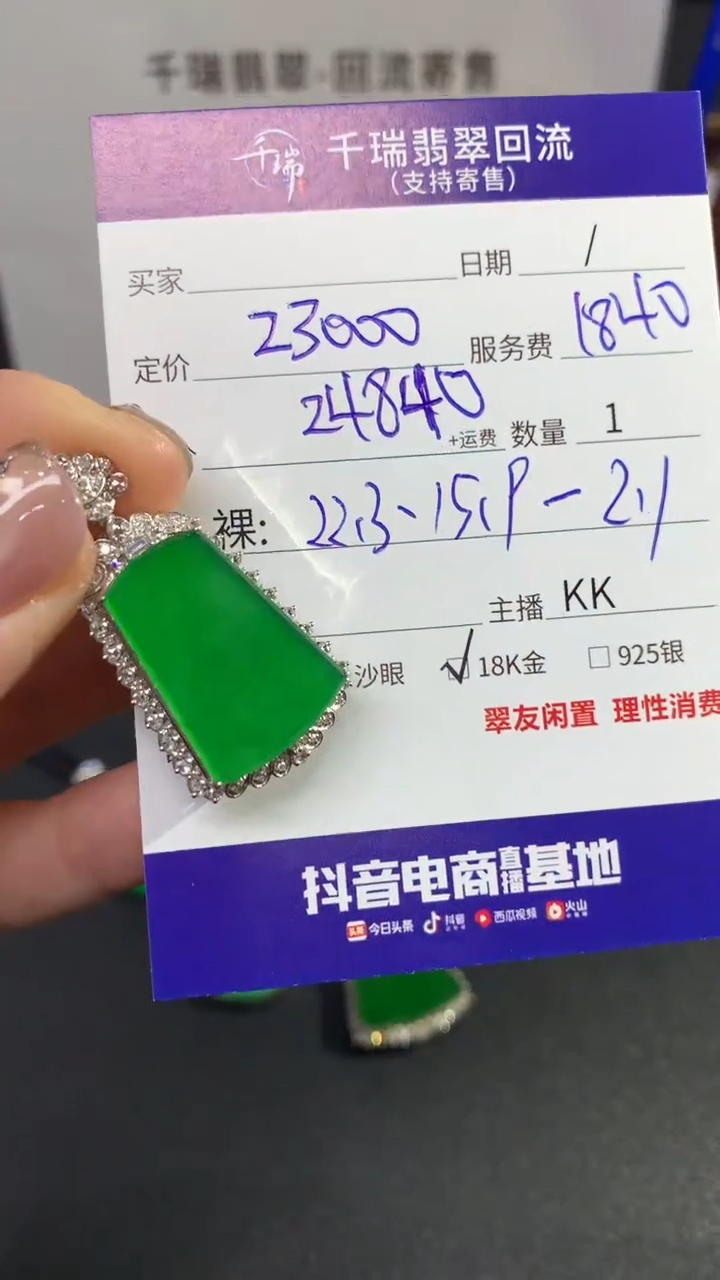 千瑞翡翠·回流寄售
千瑞 千瑞翡翠回流
(支持寄售)
买家 日期 /
定价 23000 服务费 1840
24840 +运费 数量 1
裸: 22.3-15.9-2.1
主播 KK
沙眼 ✓18K金 □925银
翠友闲置 理性消费
抖音电商直播基地
头条 今日头条 抖音 西瓜视频 火山